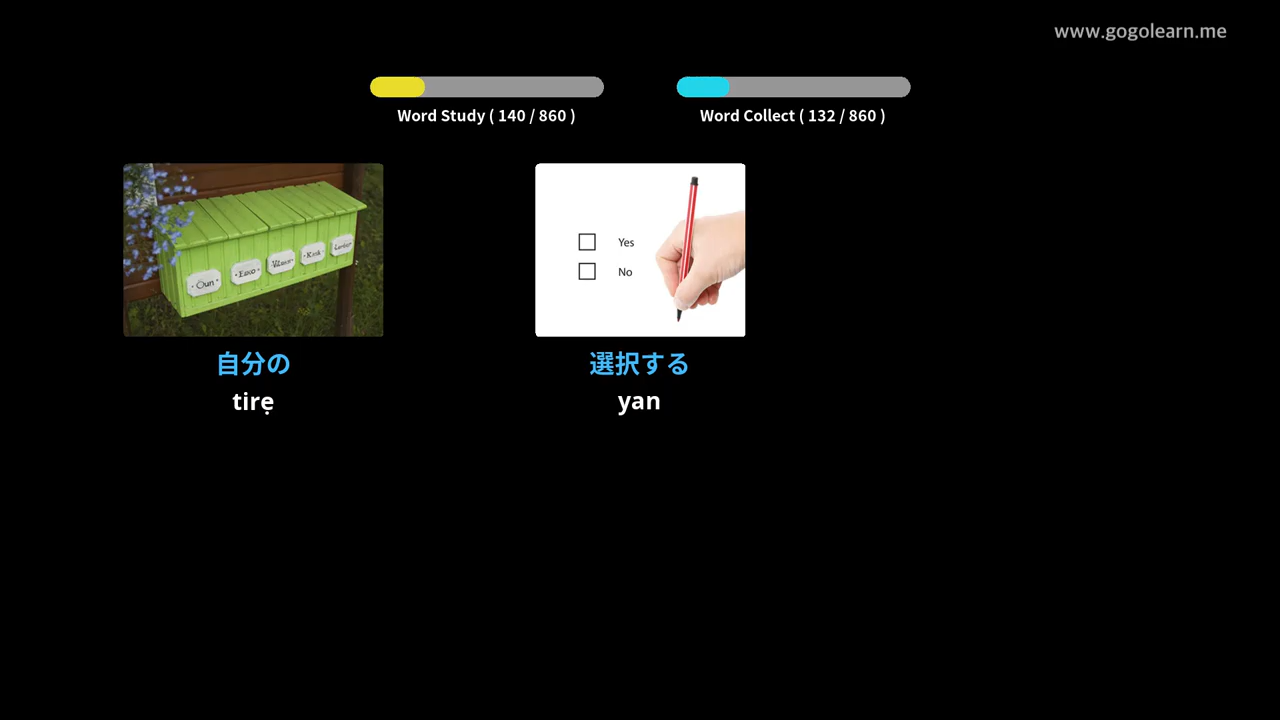 www.gogolearn.me
Word Study ( 140 / 860 )
Word Collect ( 132 / 860 )
Yes
No
自分の
選択する
tirẹ
yan